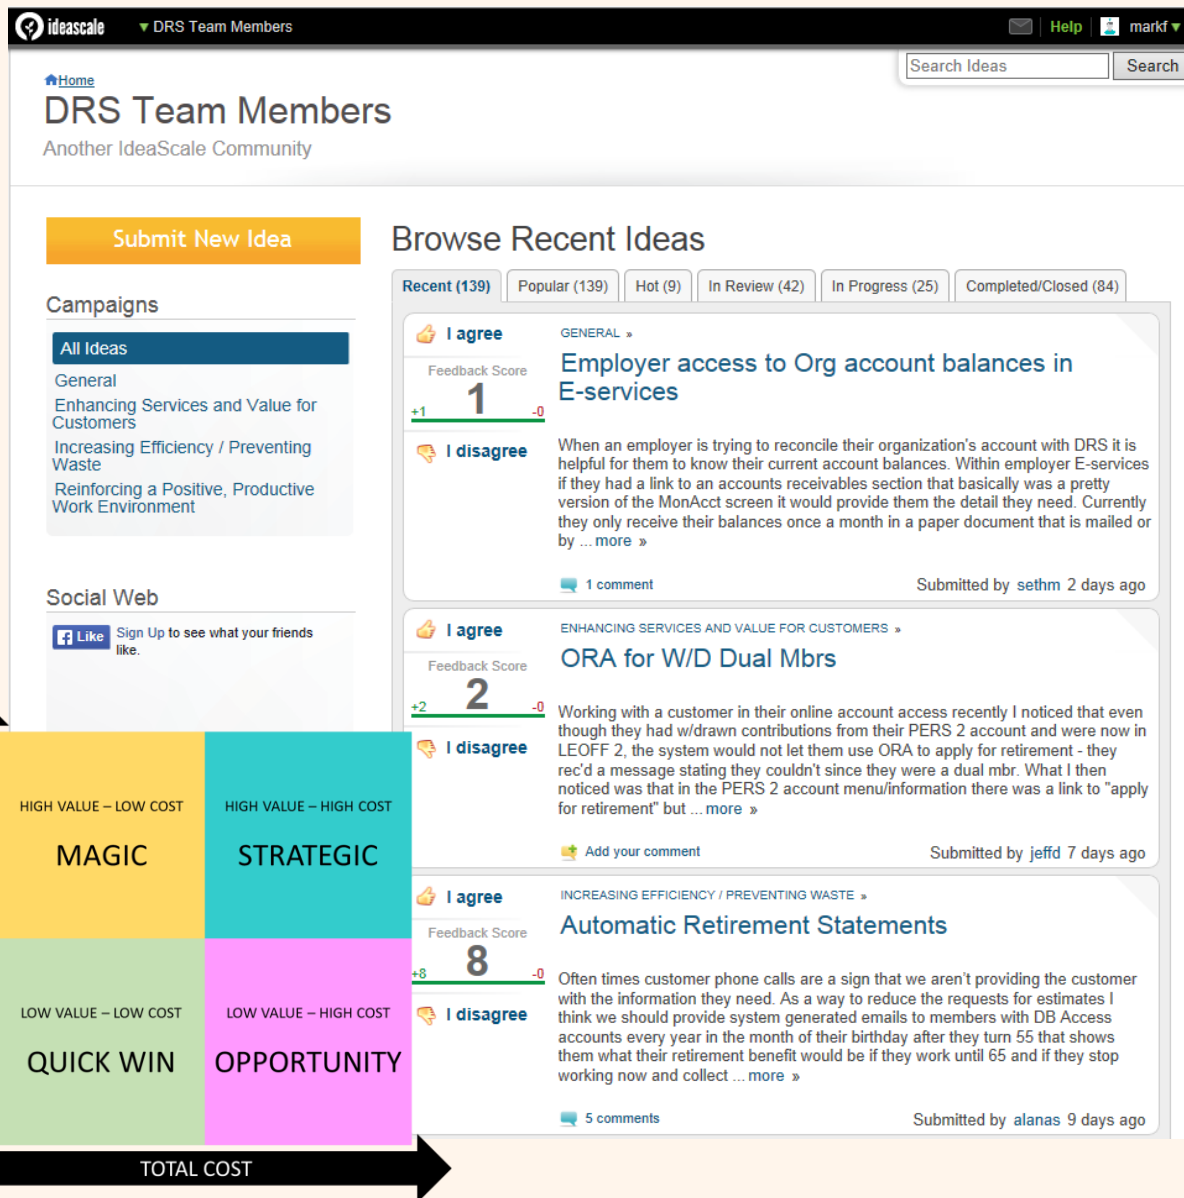 ideascale
▼ DRS Team Members
Help
markf ▼
Search Ideas
Search
Home
DRS Team Members
Another IdeaScale Community
Submit New Idea
Campaigns
All Ideas
General
Enhancing Services and Value for
Customers
Increasing Efficiency / Preventing
Waste
Reinforcing a Positive, Productive
Work Environment
Social Web
Like
Sign Up to see what your friends
like.
Browse Recent Ideas
Recent (139)
Popular (139)
Hot (9)
In Review (42)
In Progress (25)
Completed/Closed (84)
I agree
Feedback Score
1
+1
-0
I disagree
GENERAL »
Employer access to Org account balances in
E-services
When an employer is trying to reconcile their organization's account with DRS it is
helpful for them to know their current account balances. Within employer E-services
if they had a link to an accounts receivables section that basically was a pretty
version of the MonAcct screen it would provide them the detail they need. Currently
they only receive their balances once a month in a paper document that is mailed or
by ... more »
1 comment
Submitted by sethm 2 days ago
I agree
Feedback Score
2
+2
-0
I disagree
ENHANCING SERVICES AND VALUE FOR CUSTOMERS »
ORA for W/D Dual Mbrs
Working with a customer in their online account access recently I noticed that even
though they had w/drawn contributions from their PERS 2 account and were now in
LEOFF 2, the system would not let them use ORA to apply for retirement - they
rec'd a message stating they couldn't since they were a dual mbr. What I then
noticed was that in the PERS 2 account menu/information there was a link to "apply
for retirement" but ... more »
Add your comment
Submitted by jeffd 7 days ago
I agree
Feedback Score
8
+8
-0
I disagree
INCREASING EFFICIENCY / PREVENTING WASTE »
Automatic Retirement Statements
Often times customer phone calls are a sign that we aren't providing the customer
with the information they need. As a way to reduce the requests for estimates I
think we should provide system generated emails to members with DB Access
accounts every year in the month of their birthday after they turn 55 that shows
them what their retirement benefit would be if they work until 65 and if they stop
working now and collect ... more »
5 comments
Submitted by alanas 9 days ago
HIGH VALUE – LOW COST
MAGIC
HIGH VALUE – HIGH COST
STRATEGIC
LOW VALUE – LOW COST
QUICK WIN
LOW VALUE – HIGH COST
OPPORTUNITY
TOTAL COST